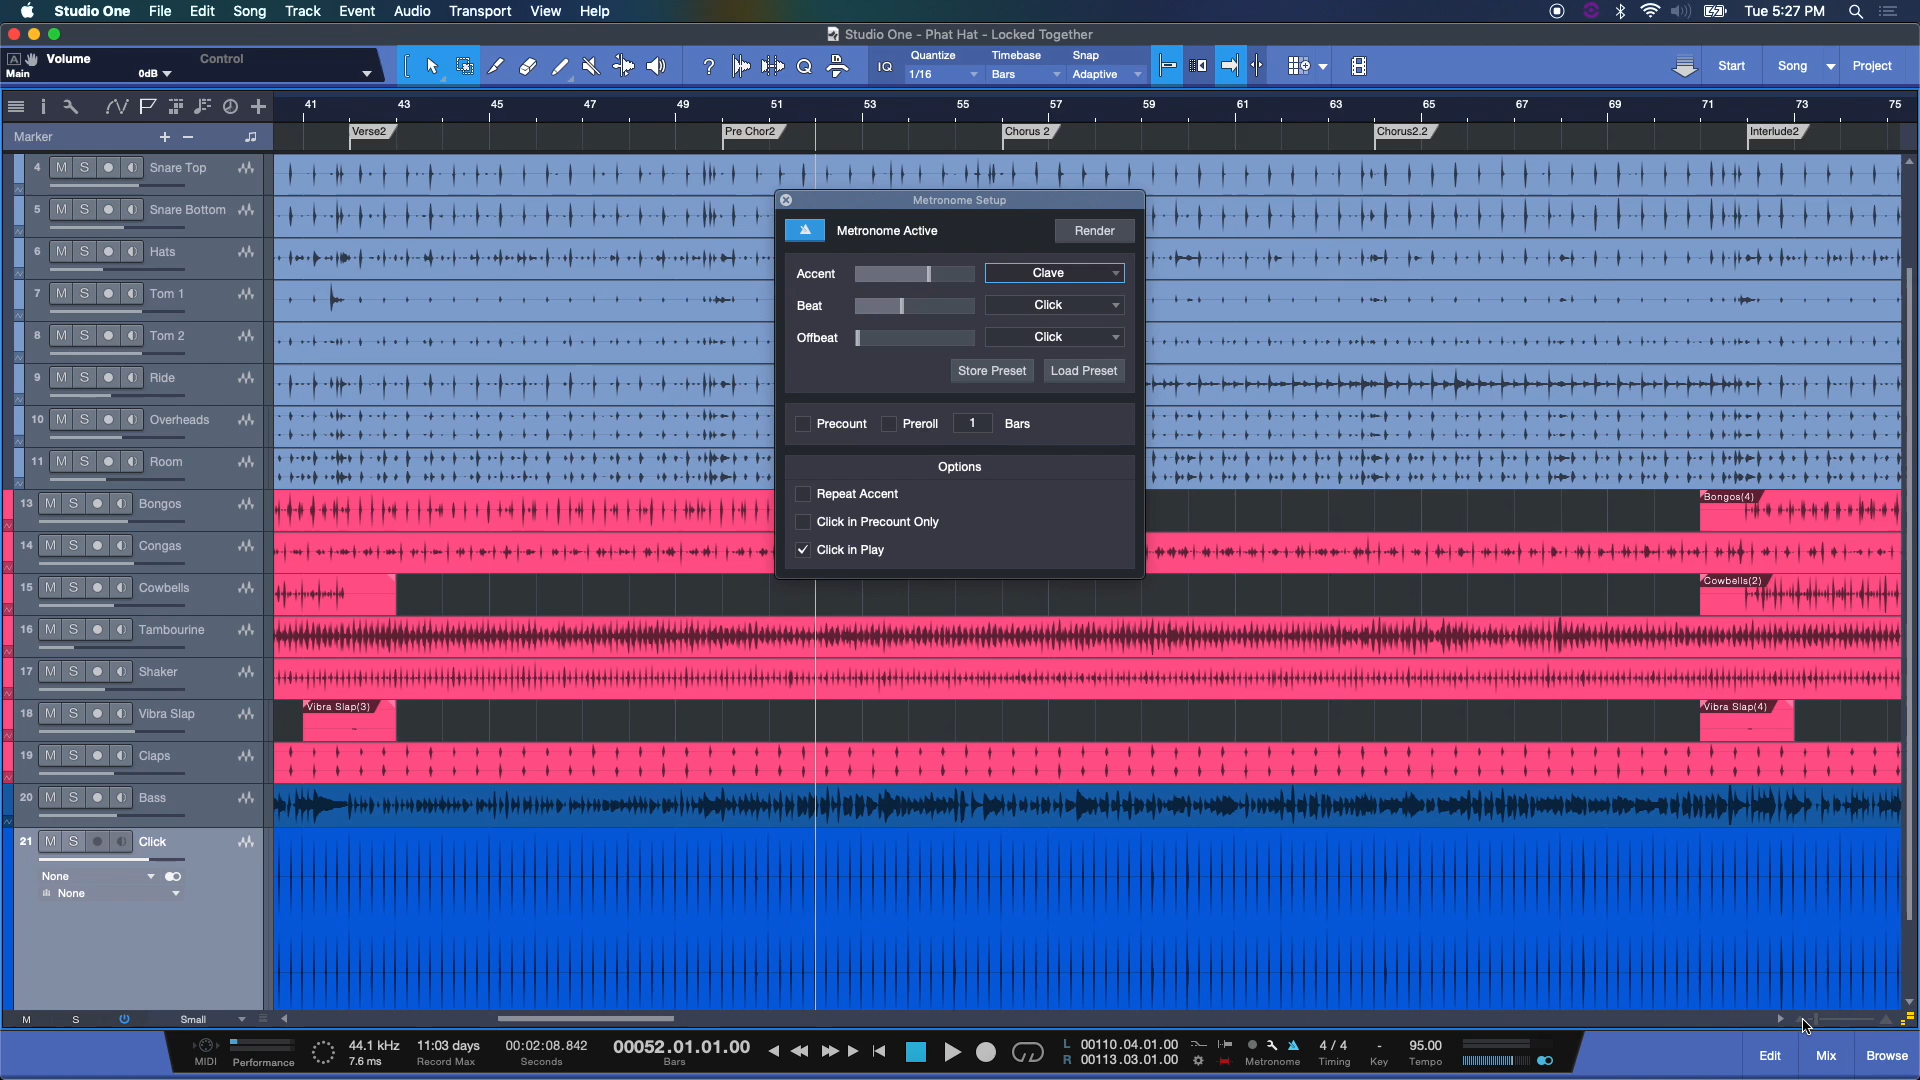 Studio One File Edit Song Track Event Audio Transport View Help Tue 5:27 PM
Studio One - Phat Hat - Locked Together
A Volume Control
Main 0dB
Quantize Timebase Snap
IQ 1/16 Bars Adaptive
Start Song Project
41 43 45 47 49 51 53 55 57 59 61 63 65 67 69 71 73 75
Marker Verse2 Pre Chor2 Chorus 2 Chorus2.2 Interlude2
4 M S Snare Top
5 M S Snare Bottom
6 M S Hats
7 M S Tom 1
8 M S Tom 2
9 M S Ride
10 M S Overheads
11 M S Room
13 M S Bongos Bongos(4)
14 M S Congas
15 M S Cowbells Cowbells(2)
16 M S Tambourine
17 M S Shaker
18 M S Vibra Slap Vibra Slap(3) Vibra Slap(4)
19 M S Claps
20 M S Bass
21 M S Click
None
None
Metronome Setup
Metronome Active Render
Accent Clave
Beat Click
Offbeat Click
Store Preset Load Preset
Precount Preroll 1 Bars
Options
Repeat Accent
Click in Precount Only
Click in Play
M S Small
MIDI Performance
44.1 kHz 11:03 days 00:02:08.842 00052.01.01.00 L 00110.04.01.00 4 / 4 - 95.00
7.6 ms Record Max Seconds Bars R 00113.03.01.00 Metronome Timing Key Tempo
Edit Mix Browse